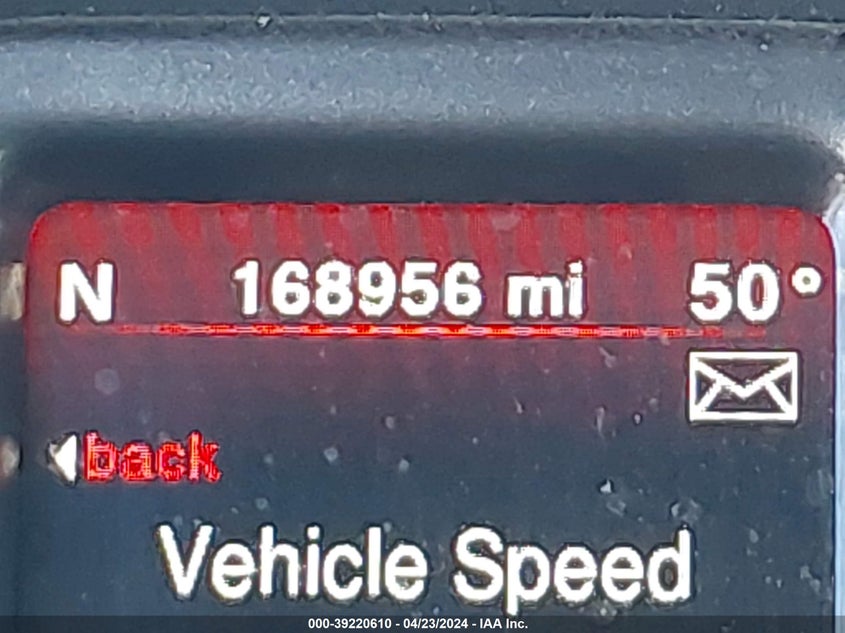 N 168956 mi 50°
back
Vehicle Speed
000-39220610 - 04/23/2024 - IAA Inc.